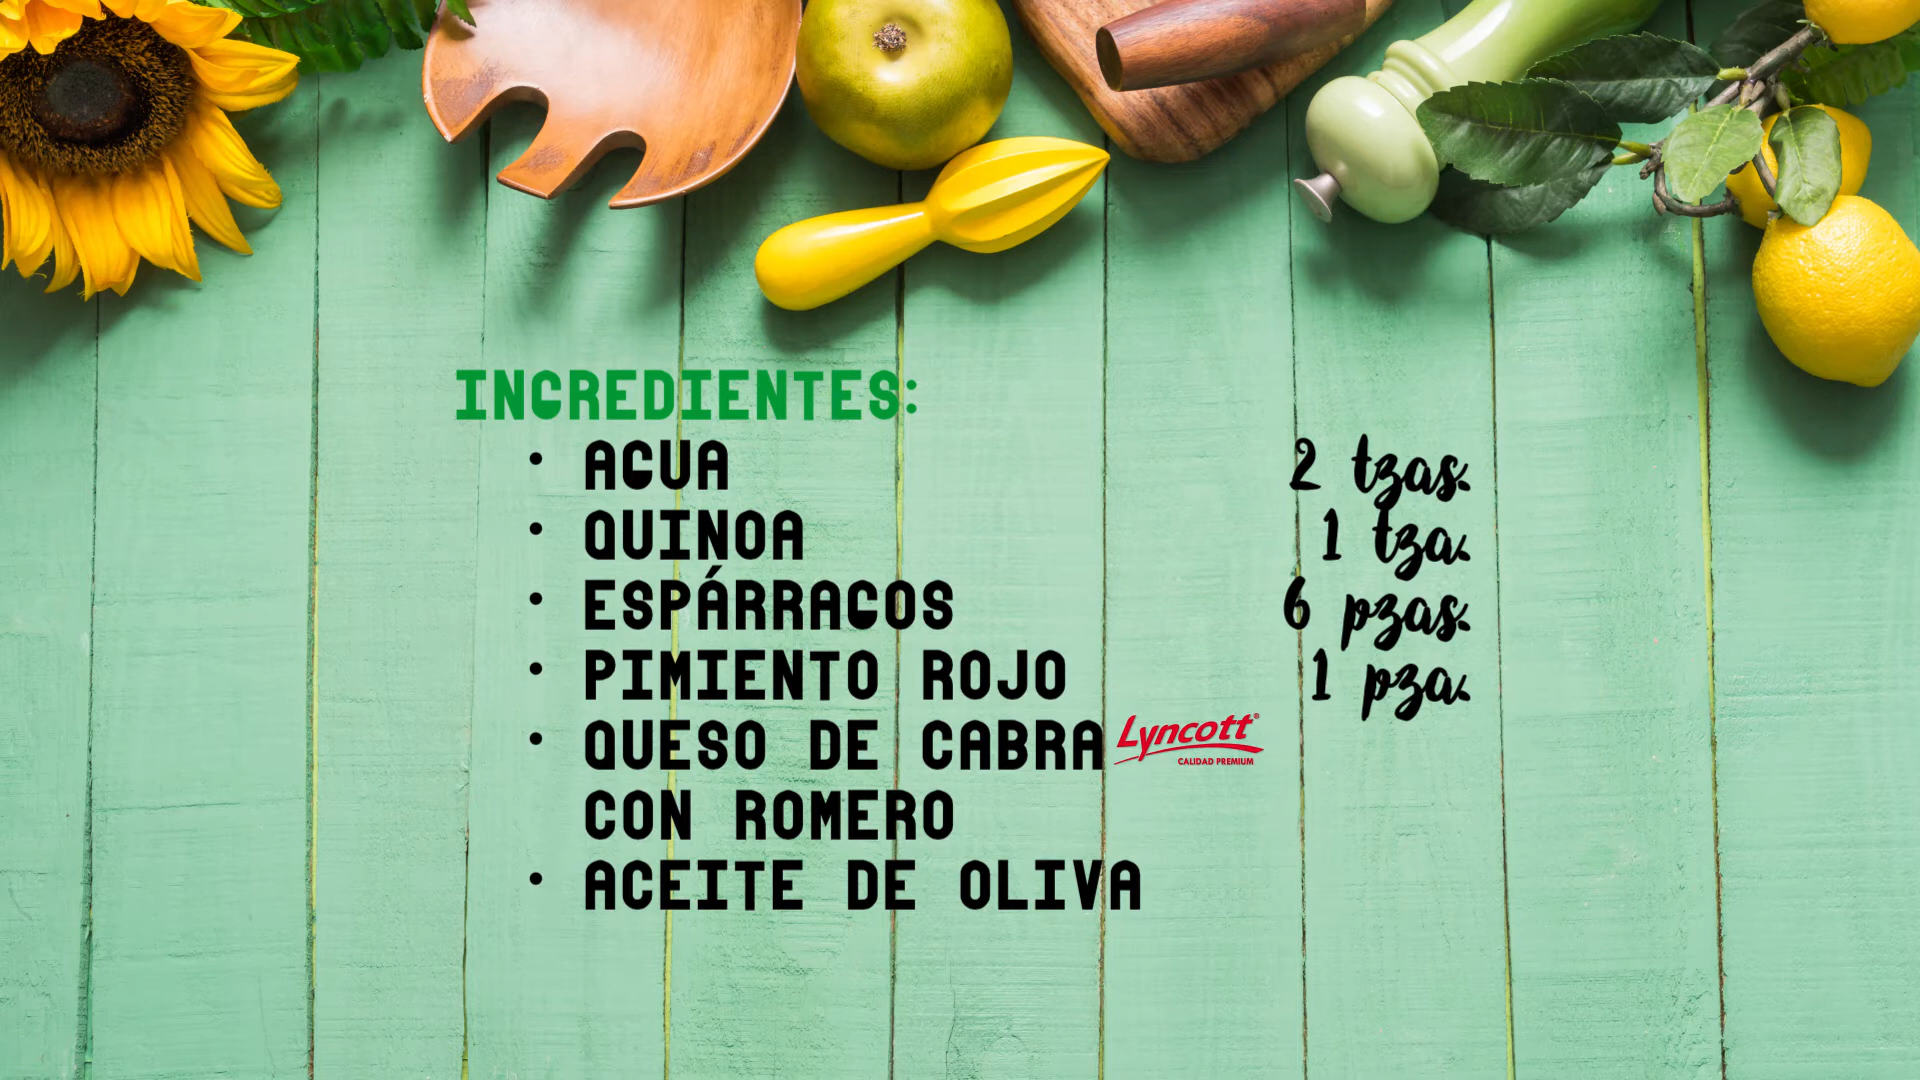 INGREDIENTES:
• AGUA 2 tzas.
• QUINOA 1 tza.
• ESPÁRRAGOS 6 pzas.
• PIMIENTO ROJO 1 pza.
• QUESO DE CABRA Lyncott®
CALIDAD PREMIUM
CON ROMERO
• ACEITE DE OLIVA